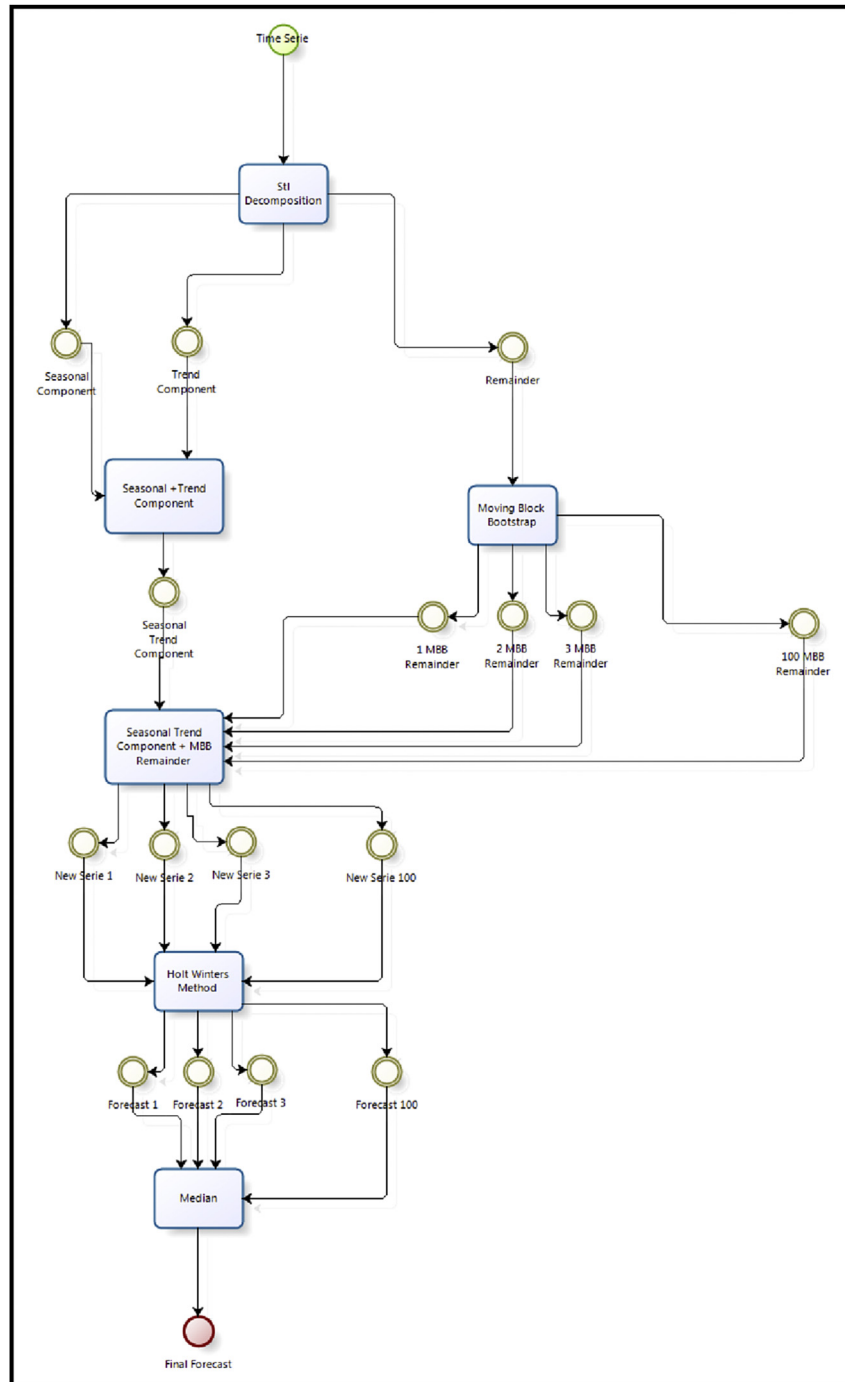 Time Serie
Stl
Decomposition
Seasonal
Component
Trend
Component
Remainder
Seasonal +Trend
Component
Moving Block
Bootstrap
Seasonal
Trend
Component
1 MBB
Remainder
2 MBB
Remainder
3 MBB
Remainder
100 MBB
Remainder
Seasonal Trend
Component + MBB
Remainder
New Serie 1
New Serie 2
New Serie 3
New Serie 100
Holt Winters
Method
Forecast 1
Forecast 2
Forecast 3
Forecast 100
Median
Final Forecast